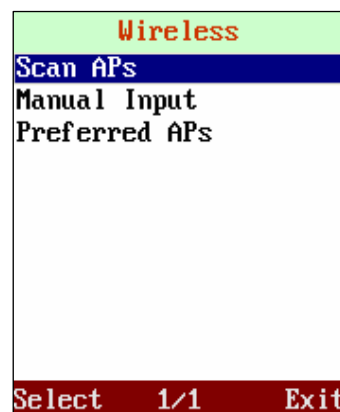 Wireless
Scan APs
Manual Input
Preferred APs
Select 1/1 Exit